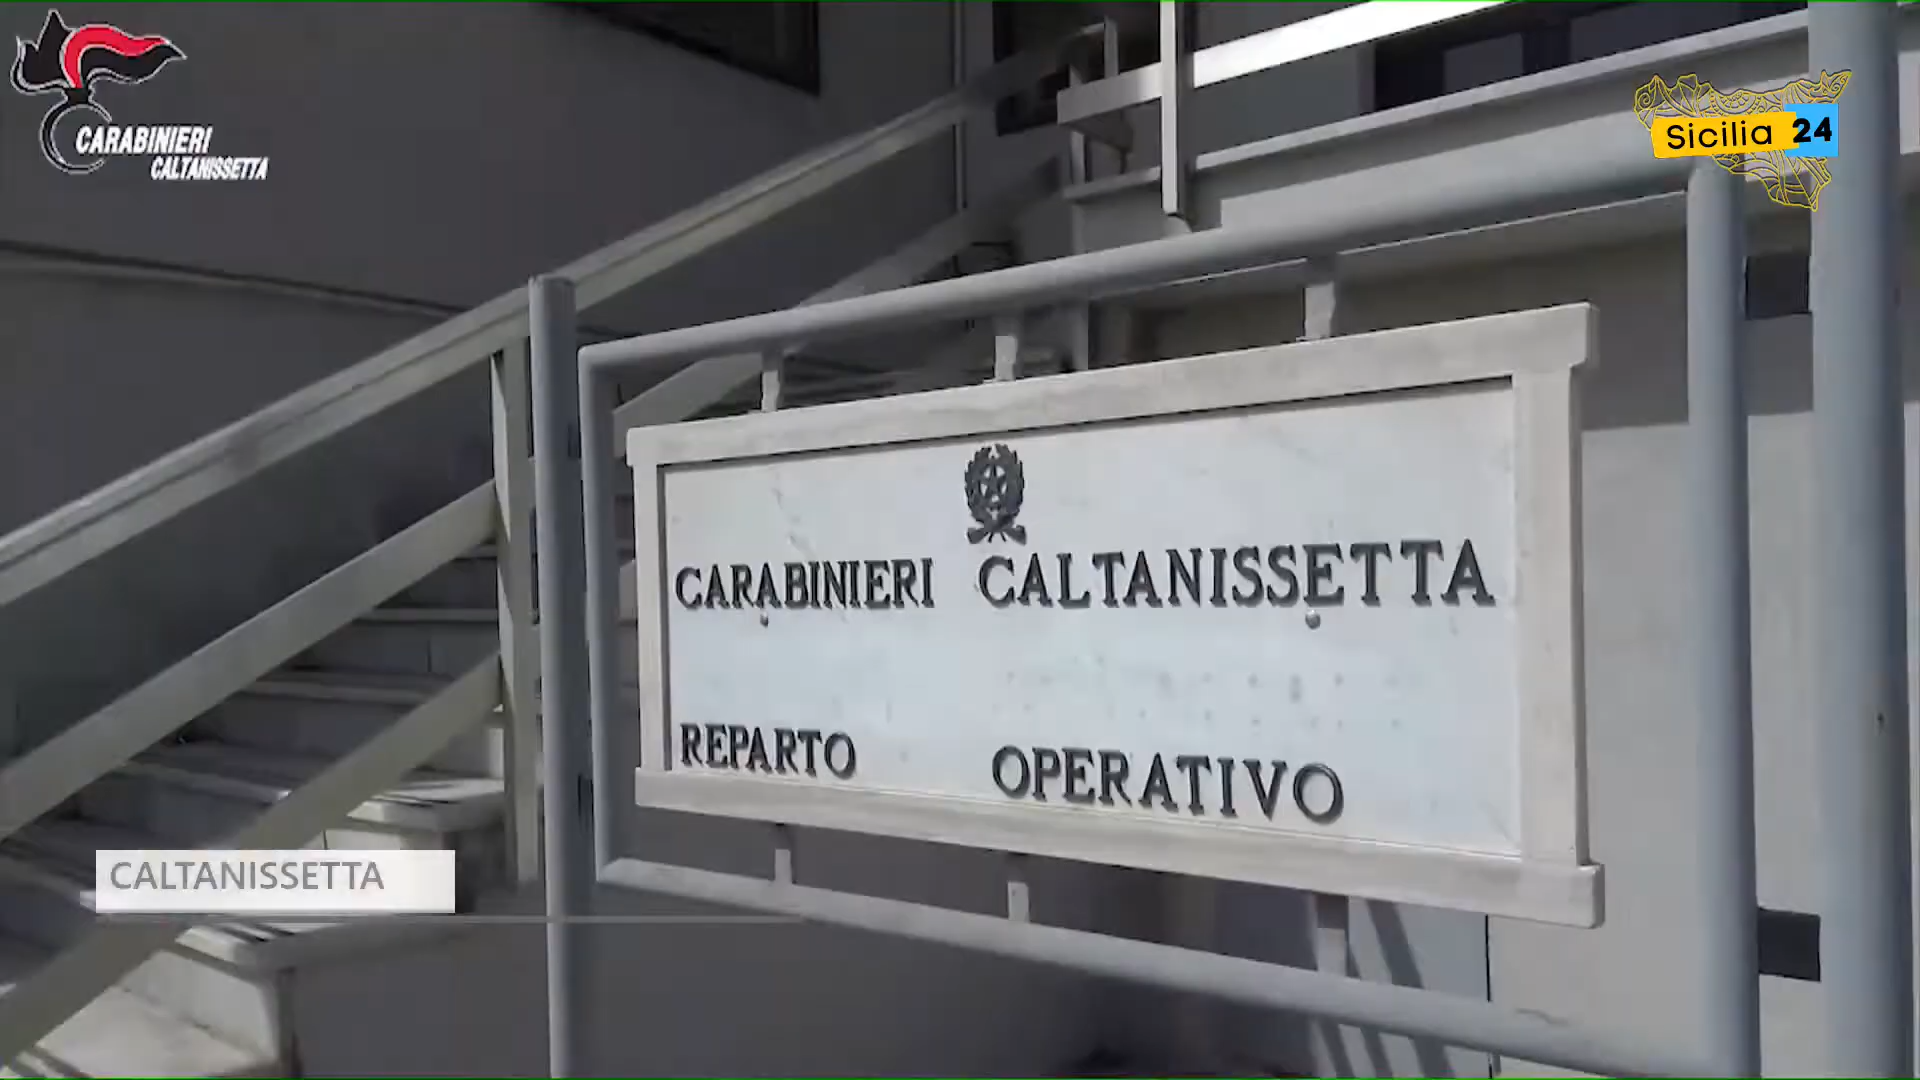 CARABINIERI
CALTANISSETTA
Sicilia 24
CARABINIERI CALTANISSETTA
REPARTO OPERATIVO
CALTANISSETTA